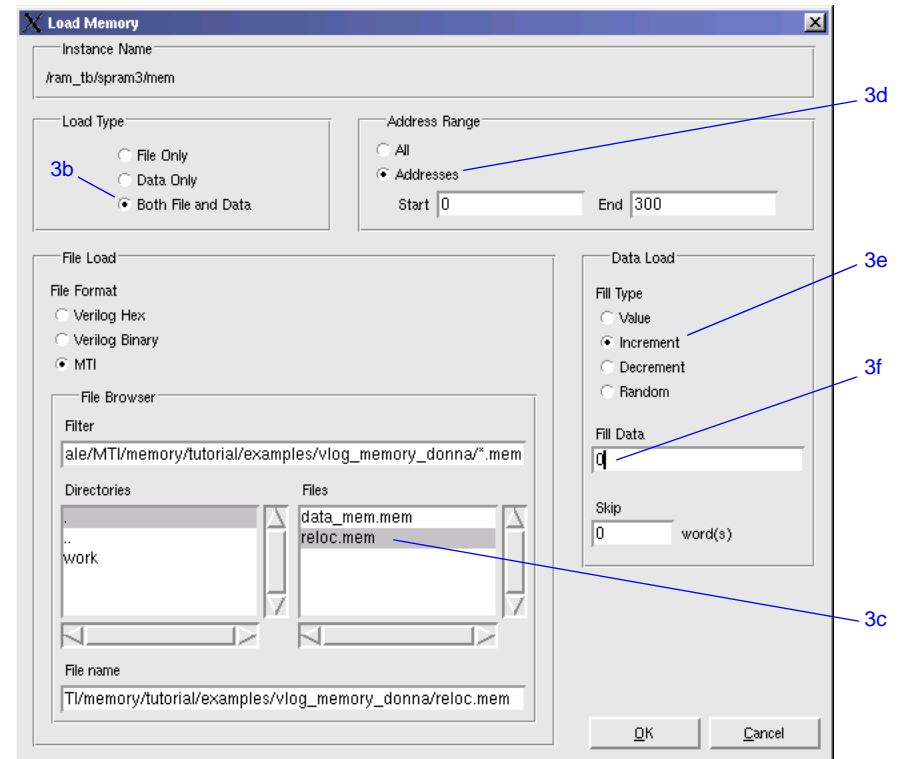 Load Memory
Instance Name
/ram_tb/spram3/mem
3d
Load Type
Address Range
File Only
All
3b
Data Only
Addresses
Both File and Data
Start 0 End 300
File Load
Data Load
3e
File Format
Fill Type
Verilog Hex
Value
Verilog Binary
Increment
MTI
Decrement
3f
File Browser
Random
Filter
Fill Data
ale/MTI/memory/tutorial/examples/vlog_memory_donna/*.mem
0
Directories
Files
Skip
.
data_mem.mem
0 word(s)
..
reloc.mem
work
3c
File name
TI/memory/tutorial/examples/vlog_memory_donna/reloc.mem
OK
Cancel